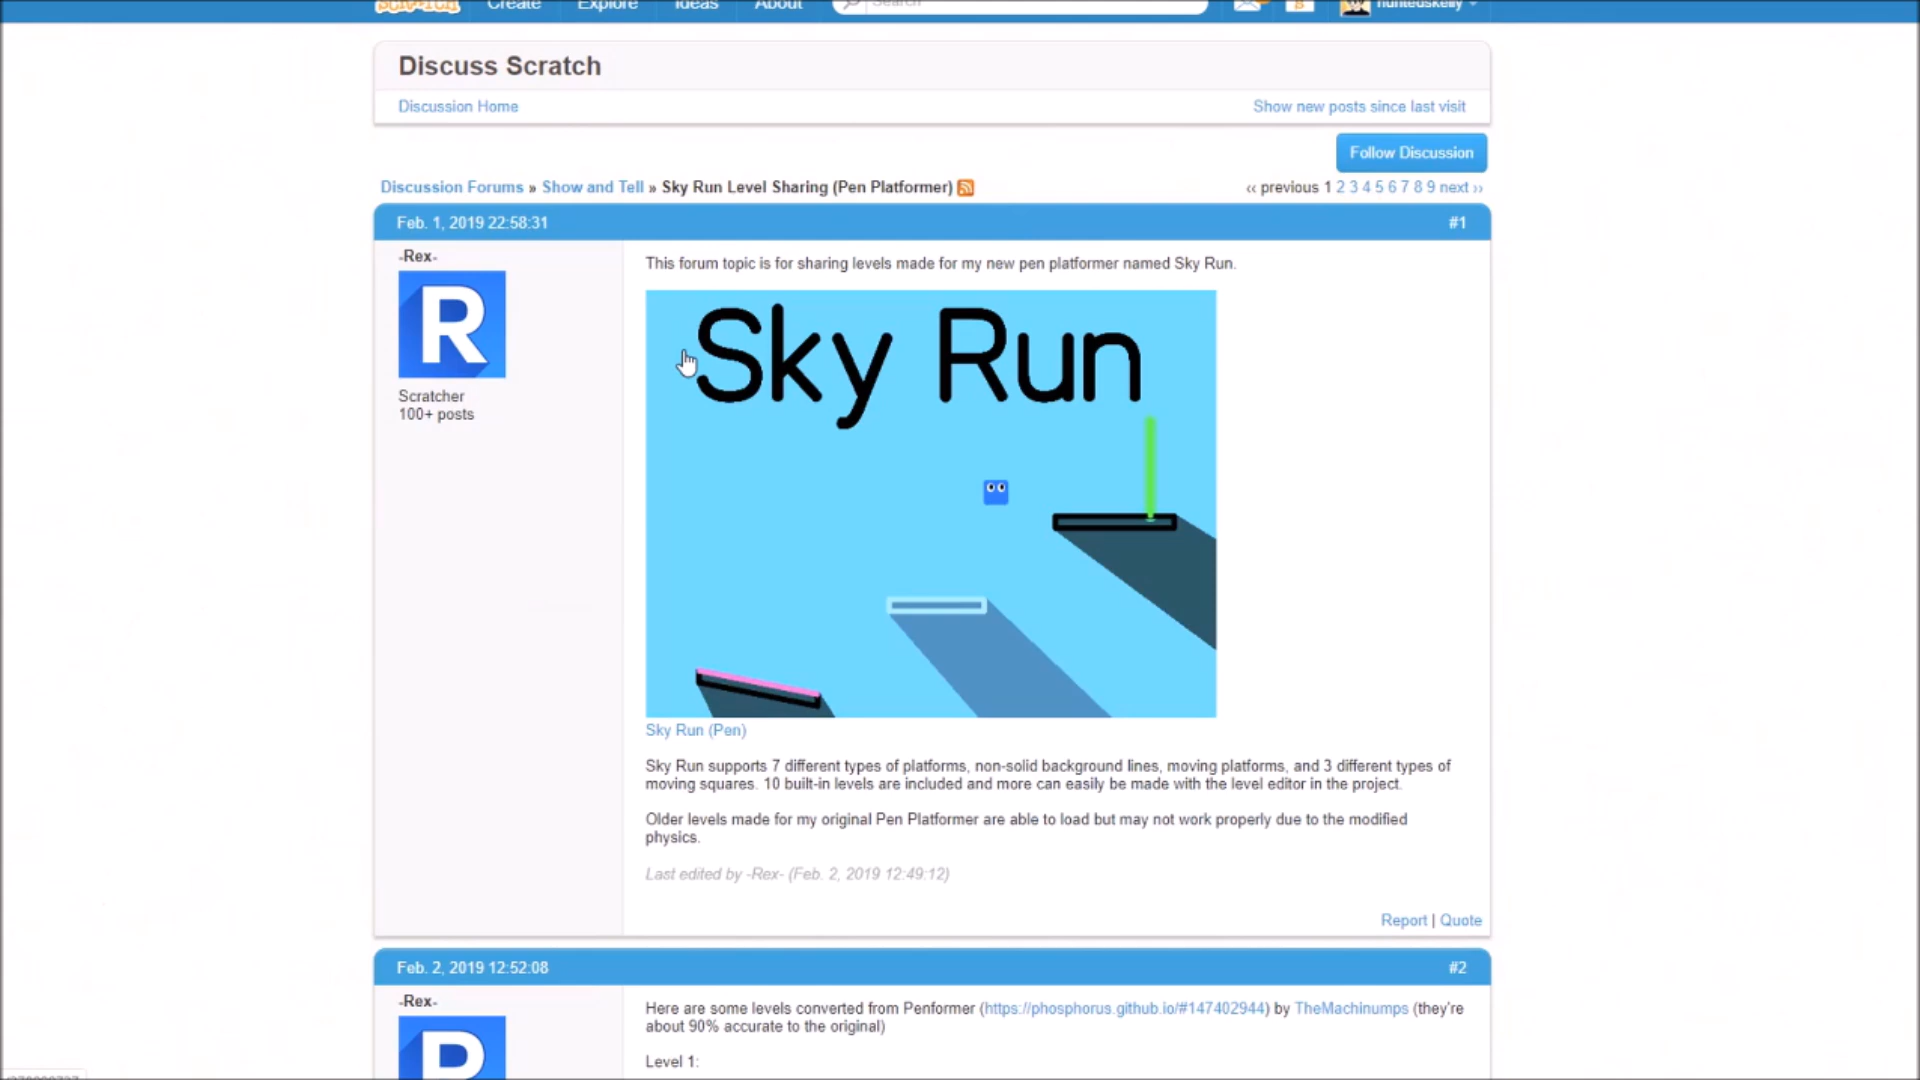 SCRATCH Create Explore Ideas About Search 8 huntedskelly
Discuss Scratch
Discussion Home Show new posts since last visit
Follow Discussion
Discussion Forums » Show and Tell » Sky Run Level Sharing (Pen Platformer) ‹‹ previous 1 2 3 4 5 6 7 8 9 next ››
Feb. 1, 2019 22:58:31 #1
-Rex-
R
Scratcher
100+ posts
This forum topic is for sharing levels made for my new pen platformer named Sky Run.
Sky Run
Sky Run (Pen)
Sky Run supports 7 different types of platforms, non-solid background lines, moving platforms, and 3 different types of
moving squares. 10 built-in levels are included and more can easily be made with the level editor in the project.
Older levels made for my original Pen Platformer are able to load but may not work properly due to the modified
physics.
Last edited by -Rex- (Feb. 2, 2019 12:49:12)
Report | Quote
Feb. 2, 2019 12:52:08 #2
-Rex-
R
Here are some levels converted from Penformer (https://phosphorus.github.io/#147402944) by TheMachinumps (they're
about 90% accurate to the original)
Level 1: